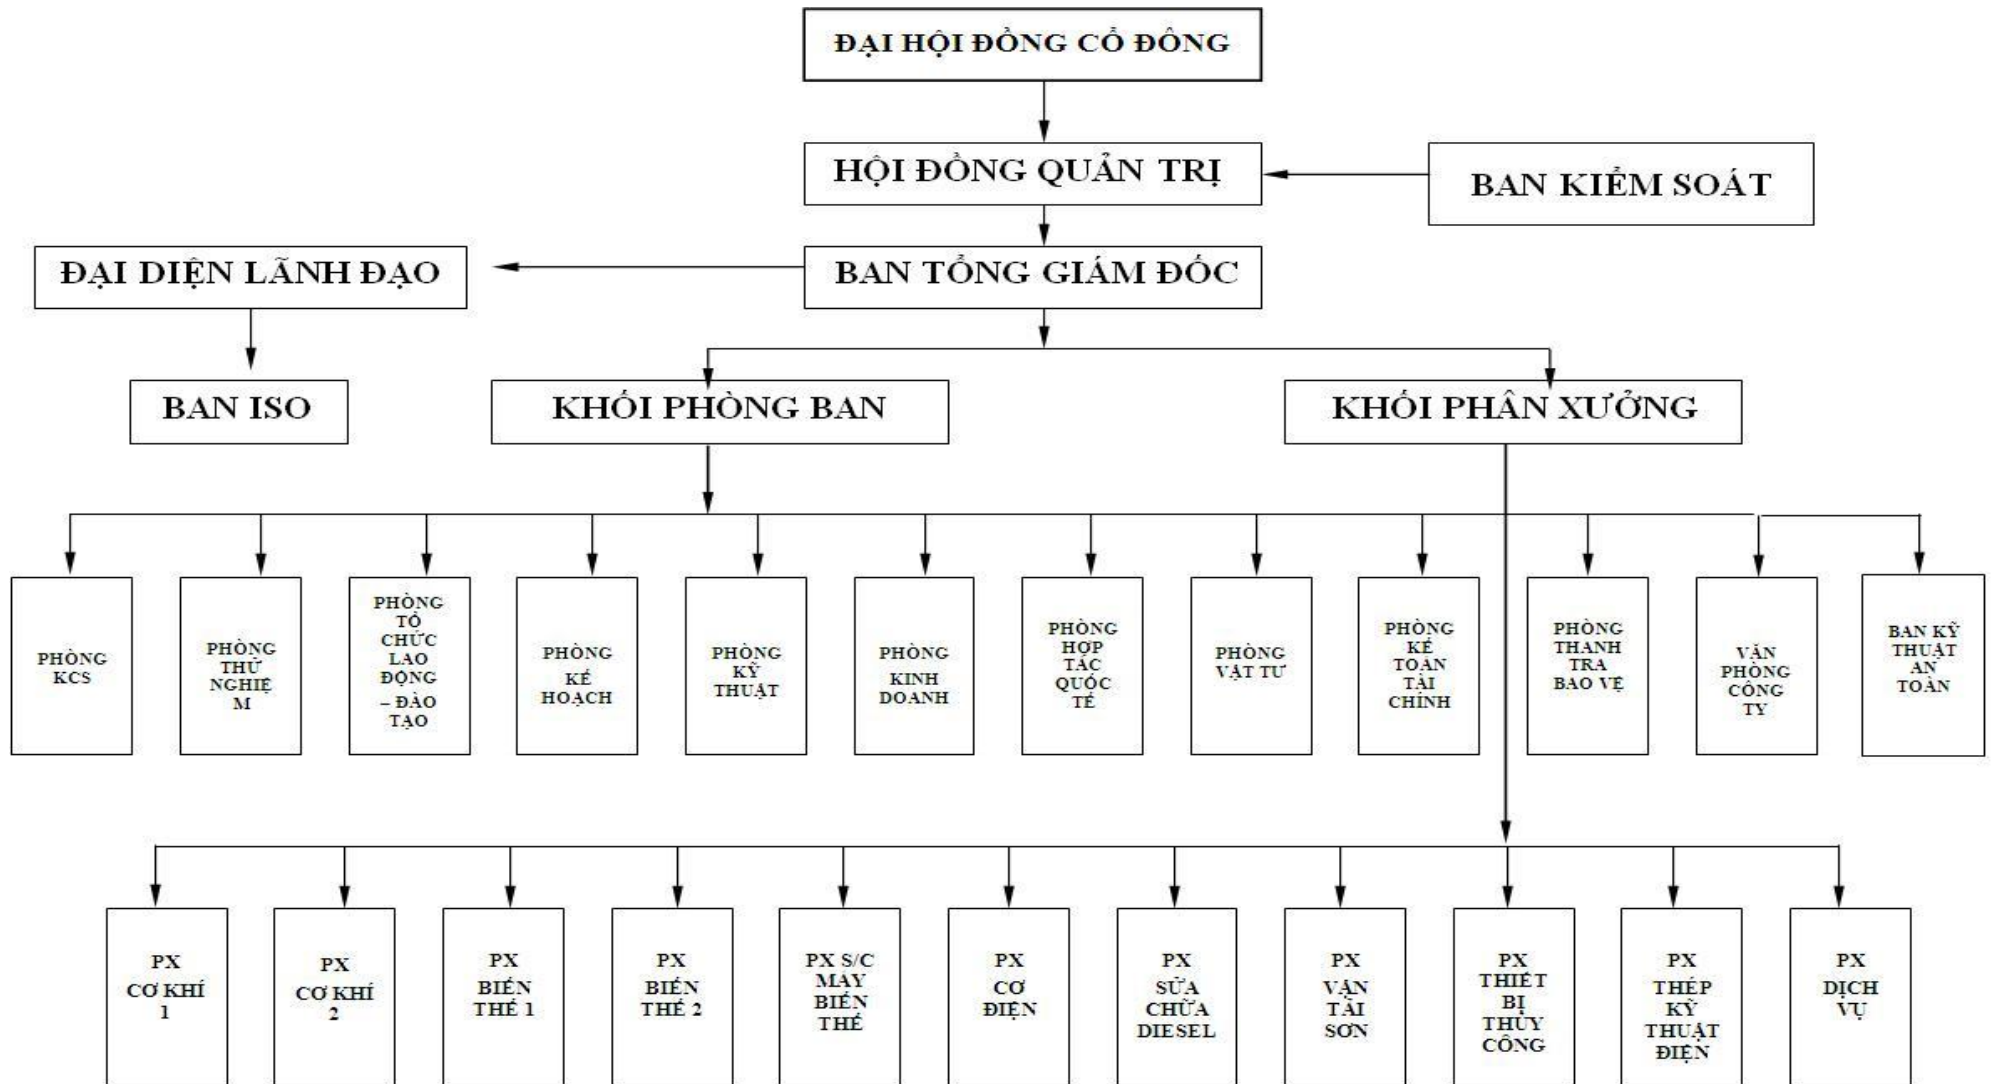 ĐẠI HỘI ĐỒNG CỔ ĐÔNG
HỘI ĐỒNG QUẢN TRỊ
BAN KIỂM SOÁT
ĐẠI DIỆN LÃNH ĐẠO
BAN TỔNG GIÁM ĐỐC
BAN ISO
KHỐI PHÒNG BAN
KHỐI PHÂN XƯỞNG
PHÒNG
KCS
PHÒNG
THỬ
NGHIỆ
M
PHÒNG
TỔ
CHỨC
LAO
ĐỘNG
– ĐÀO
TẠO
PHÒNG
KẾ
HOẠCH
PHÒNG
KỸ
THUẬT
PHÒNG
KINH
DOANH
PHÒNG
HỢP
TÁC
QUỐC
TẾ
PHÒNG
VẬT TƯ
PHÒNG
KẾ
TOÁN
TÀI
CHÍNH
PHÒNG
THANH
TRA
BẢO VỆ
VĂN
PHÒNG
CÔNG
TY
BAN KỸ
THUẬT
AN
TOÀN
PX
CƠ KHÍ
1
PX
CƠ KHÍ
2
PX
BIẾN
THẾ 1
PX
BIẾN
THẾ 2
PX S/C
MÁY
BIẾN
THẾ
PX
CƠ
ĐIỆN
PX
SỬA
CHỮA
DIESEL
PX
VẬN
TẢI
SƠN
PX
THIẾT
BỊ
THỦY
CÔNG
PX
THÉP
KỸ
THUẬT
ĐIỆN
PX
DỊCH
VỤ